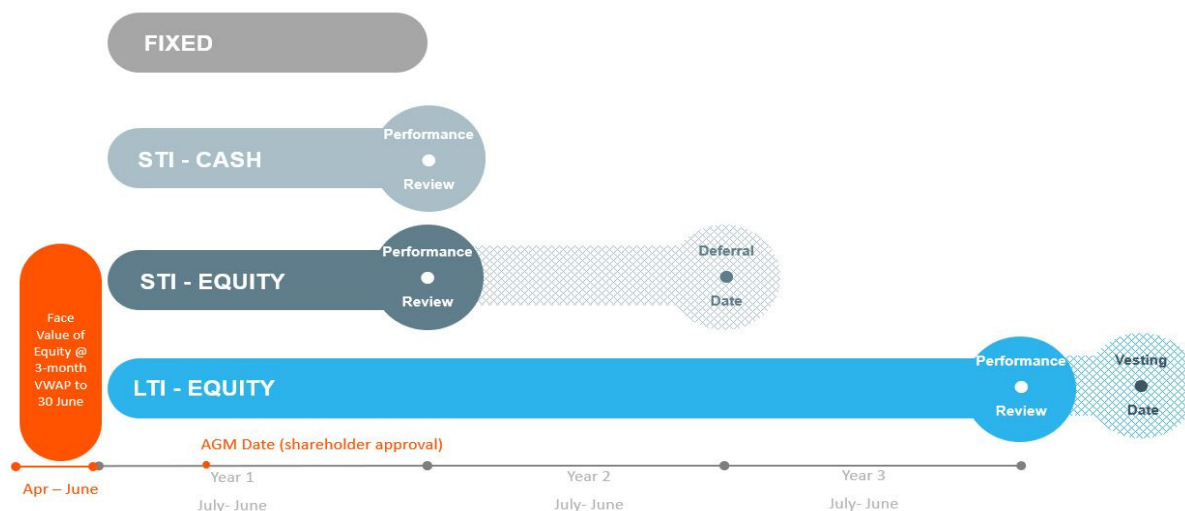 FIXED
Performance
STI - CASH
Review
Performance
Deferral
STI - EQUITY
Review
Date
Face
Value of
Equity @
3-month
VWAP to
30 June
Performance
Vesting
LTI - EQUITY
Review
Date
AGM Date (shareholder approval)
Apr – June
Year 1
Year 2
Year 3
July- June
July- June
July- June